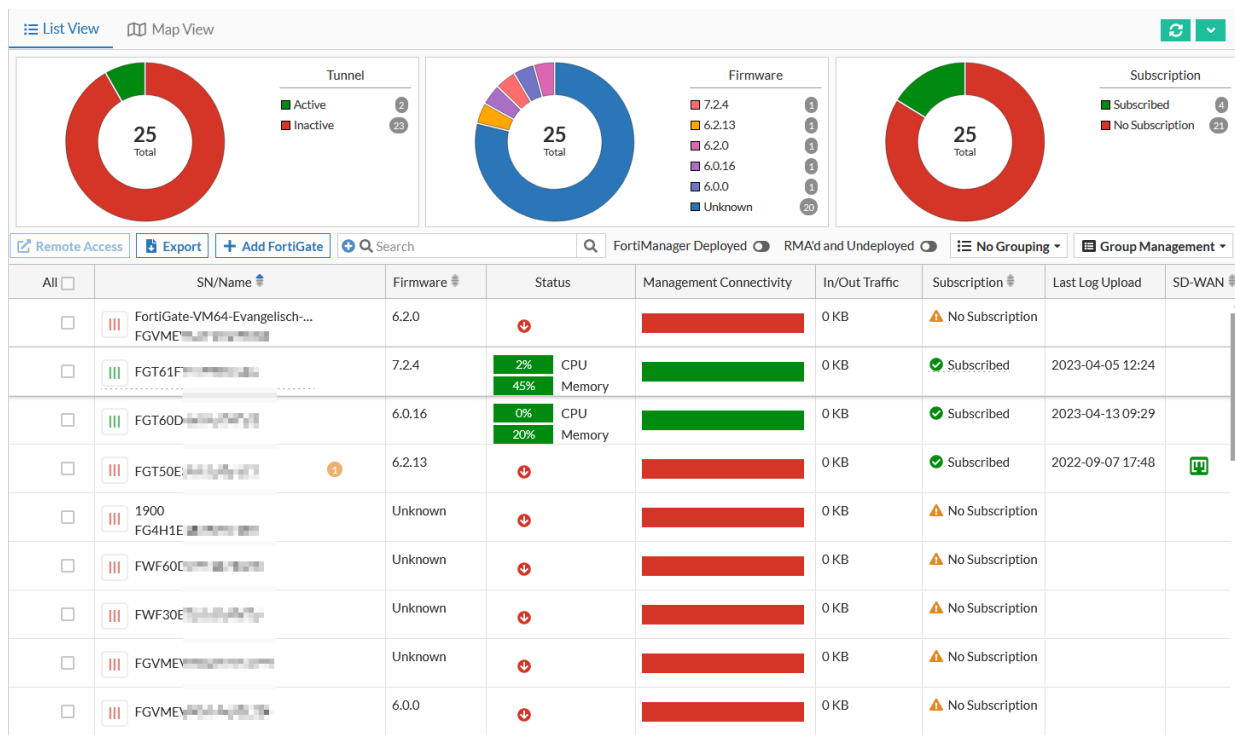 List View Map View
Tunnel
Active 2
Inactive 23
25
Total
Firmware
7.2.4 1
6.2.13 1
6.2.0 1
6.0.16 1
6.0.0 1
Unknown 20
25
Total
Subscription
Subscribed 4
No Subscription 21
25
Total
Remote Access Export + Add FortiGate Search FortiManager Deployed RMA'd and Undeployed No Grouping Group Management
All SN/Name Firmware Status Management Connectivity In/Out Traffic Subscription Last Log Upload SD-WAN
FortiGate-VM64-Evangelisch-... 6.2.0 0 KB No Subscription
FGVME
FGT61F 7.2.4 2% CPU 0 KB Subscribed 2023-04-05 12:24
45% Memory
FGT60D 6.0.16 0% CPU 0 KB Subscribed 2023-04-13 09:29
20% Memory
FGT50E 1 6.2.13 0 KB Subscribed 2022-09-07 17:48
1900 Unknown 0 KB No Subscription
FG4H1E
FWF60D Unknown 0 KB No Subscription
FWF30E Unknown 0 KB No Subscription
FGVMEV Unknown 0 KB No Subscription
FGVMEV 6.0.0 0 KB No Subscription